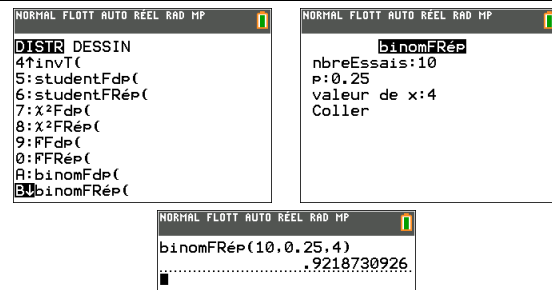 NORMAL FLOTT AUTO RÉEL RAD MP
DISTR DESSIN
4↑invT(
5:studentFdp(
6:studentFRép(
7:χ²Fdp(
8:χ²FRép(
9:FFdp(
0:FFRép(
A:binomFdp(
B↓binomFRép(
NORMAL FLOTT AUTO RÉEL RAD MP
binomFRép
nbreEssais:10
p:0.25
valeur de x:4
Coller
NORMAL FLOTT AUTO RÉEL RAD MP
binomFRép(10,0.25,4)
.9218730926